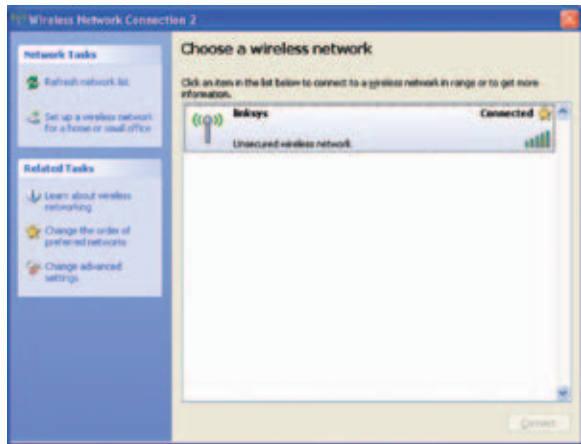 Wireless Network Connection 2
Network Tasks
Refresh network list
Set up a wireless network
for a home or small office
Related Tasks
Learn about wireless
networking
Change the order of
preferred networks
Change advanced
settings
Choose a wireless network
Click an item in the list below to connect to a wireless network in range or to get more
information.
linksys
Connected
Unsecured wireless network
Connect